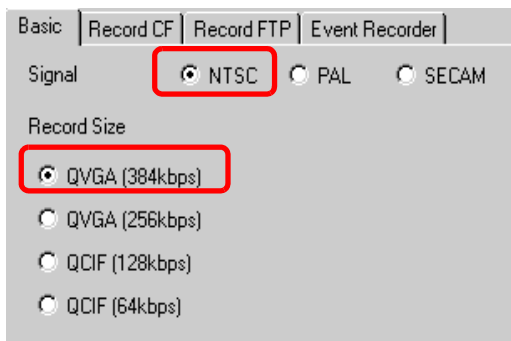 Basic Record CF Record FTP Event Recorder
Signal NTSC PAL SECAM
Record Size
QVGA (384kbps)
QVGA (256kbps)
QCIF (128kbps)
QCIF (64kbps)